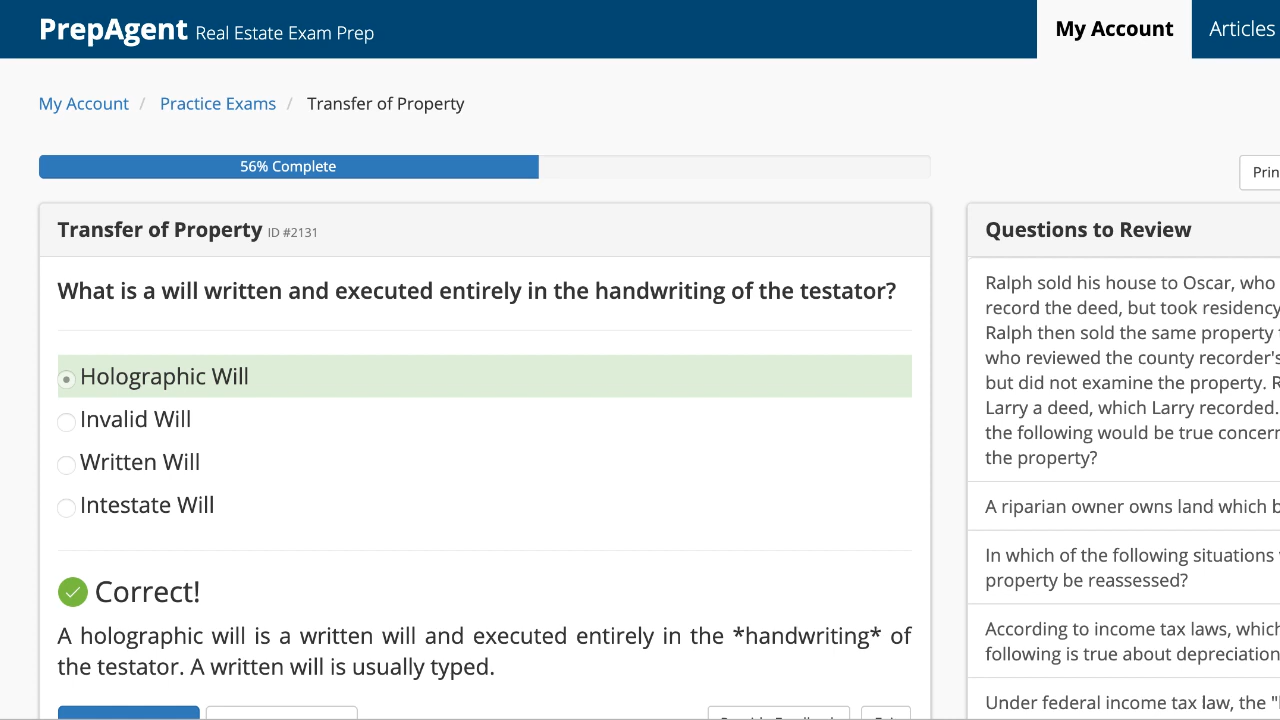 PrepAgent Real Estate Exam Prep
My Account
Articles
My Account / Practice Exams / Transfer of Property
56% Complete
Transfer of Property ID #2131
What is a will written and executed entirely in the handwriting of the testator?
Holographic Will
Invalid Will
Written Will
Intestate Will
Correct!
A holographic will is a written will and executed entirely in the *handwriting* of
the testator. A written will is usually typed.
Questions to Review
Ralph sold his house to Oscar, who
record the deed, but took residency
Ralph then sold the same property
who reviewed the county recorder's
but did not examine the property.
Larry a deed, which Larry recorded.
the following would be true
the property?
A riparian owner owns land which
In which of the following situations
property be reassessed?
According to income tax laws,
following is true about depreciation
Under federal income tax law, the